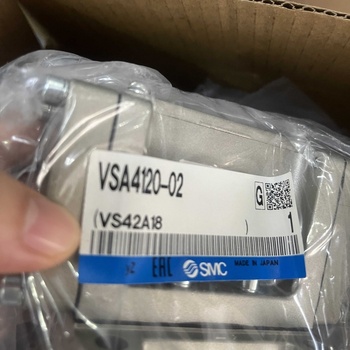 VSA4120-02
G
(VS42A18 )
1
EAC
SMC
MADE IN JAPAN